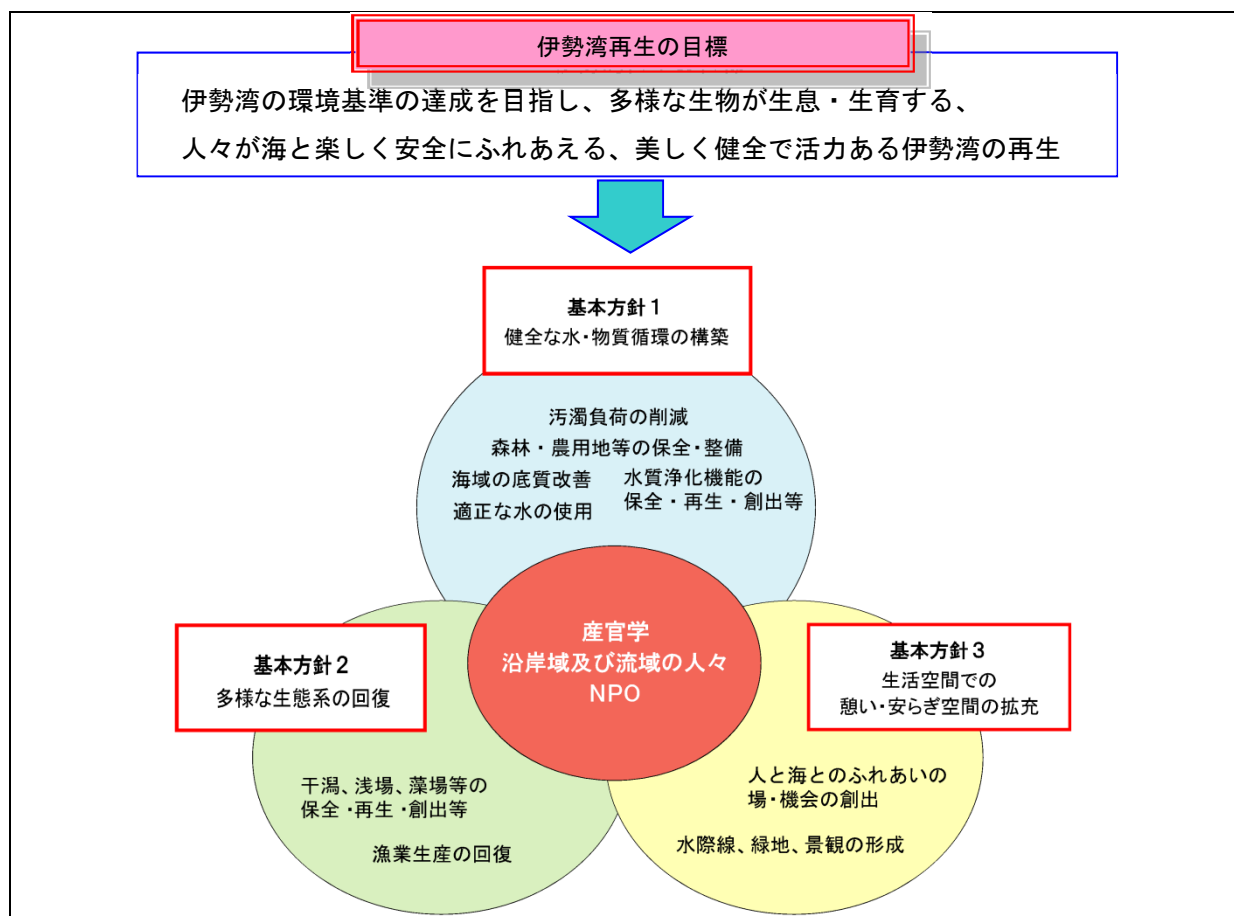 伊勢湾再生の目標
伊勢湾の環境基準の達成を目指し、多様な生物が生息・生育する、
人々が海と楽しく安全にふれあえる、美しく健全で活力ある伊勢湾の再生
基本方針1
健全な水・物質循環の構築
汚濁負荷の削減
森林・農用地等の保全・整備
海域の底質改善
適正な水の使用
水質浄化機能の
保全・再生・創出等
産官学
沿岸域及び流域の人々
NPO
基本方針2
多様な生態系の回復
干潟、浅場、藻場等の
保全・再生・創出等
漁業生産の回復
基本方針3
生活空間での
憩い・安らぎ空間の拡充
人と海とのふれあいの
場・機会の創出
水際線、緑地、景観の形成